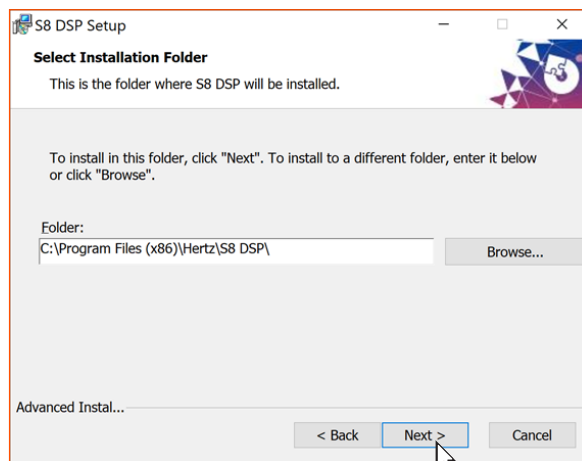 S8 DSP Setup
Select Installation Folder
This is the folder where S8 DSP will be installed.
To install in this folder, click "Next". To install to a different folder, enter it below
or click "Browse".
Folder:
C:\Program Files (x86)\Hertz\S8 DSP\
Browse...
Advanced Instal...
< Back
Next >
Cancel